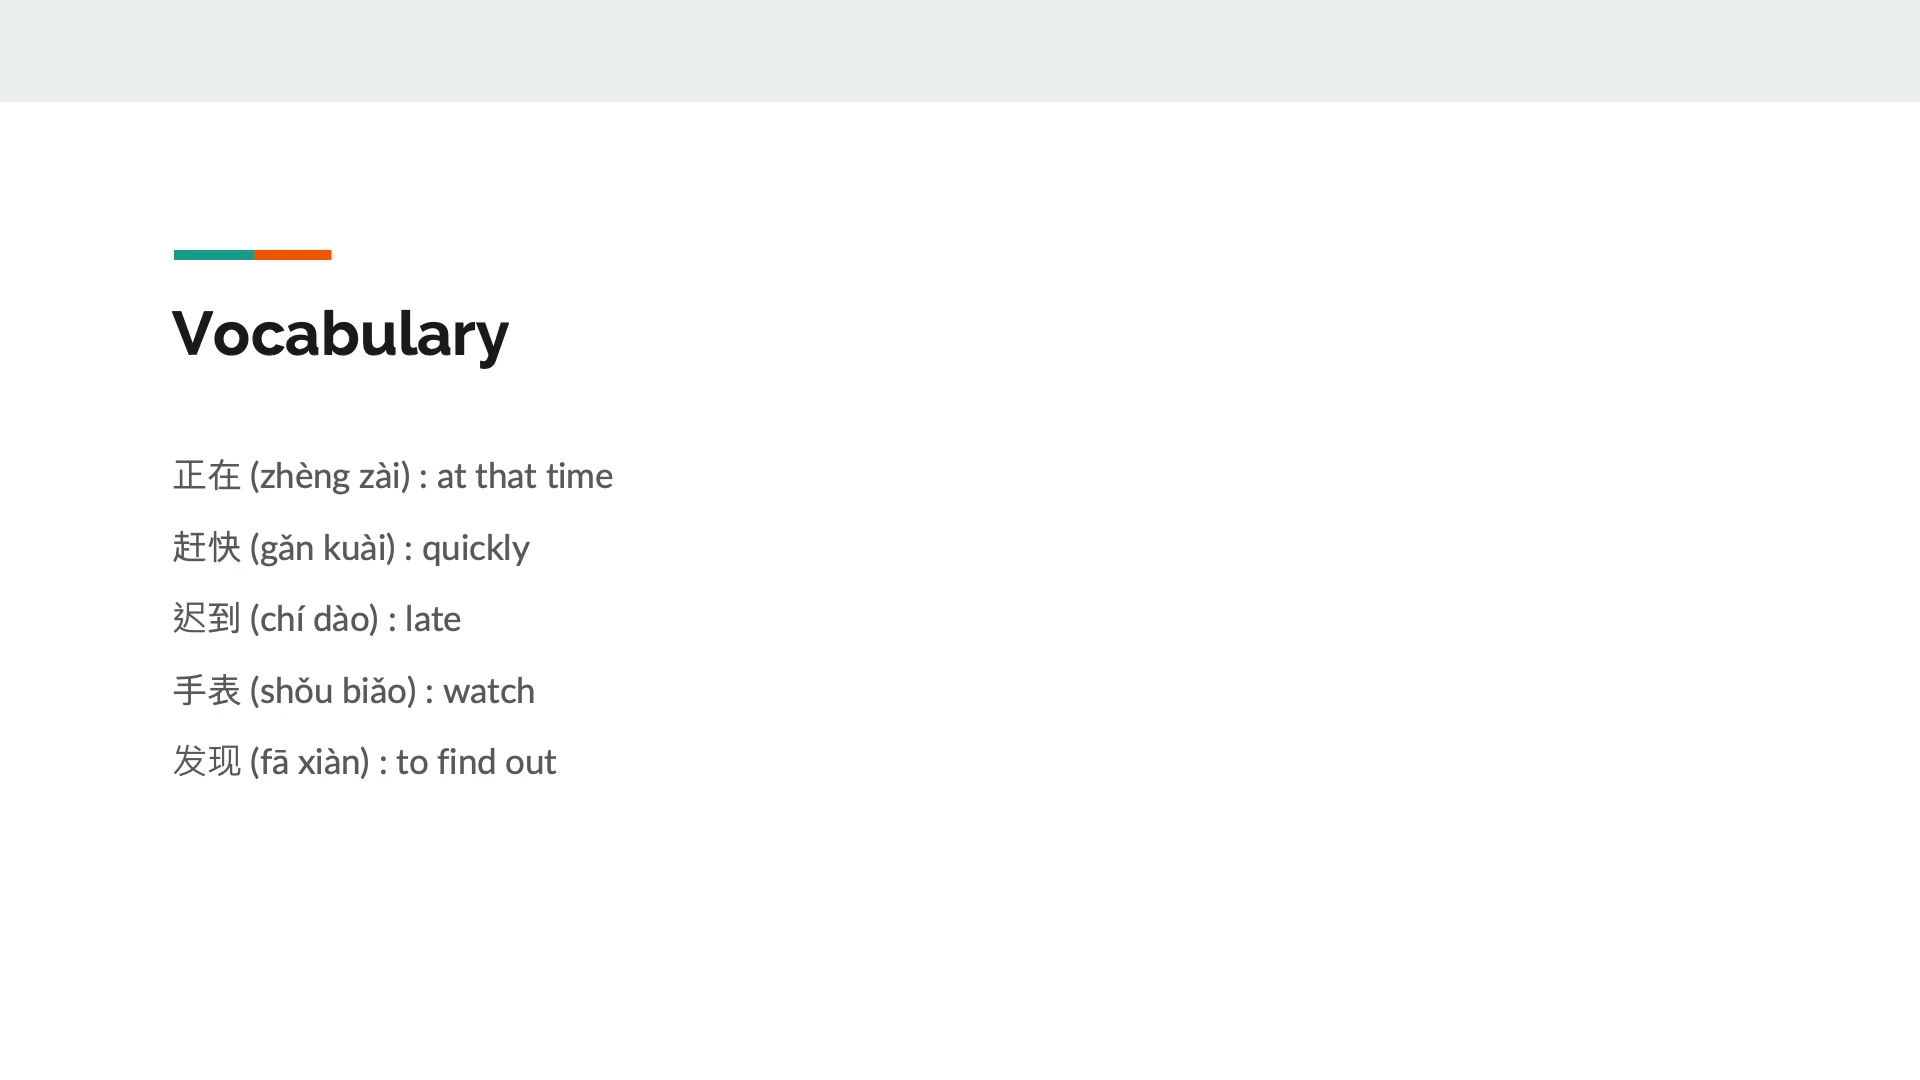 Vocabulary
正在 (zhèng zài) : at that time
赶快 (gǎn kuài) : quickly
迟到 (chí dào) : late
手表 (shǒu biǎo) : watch
发现 (fā xiàn) : to find out